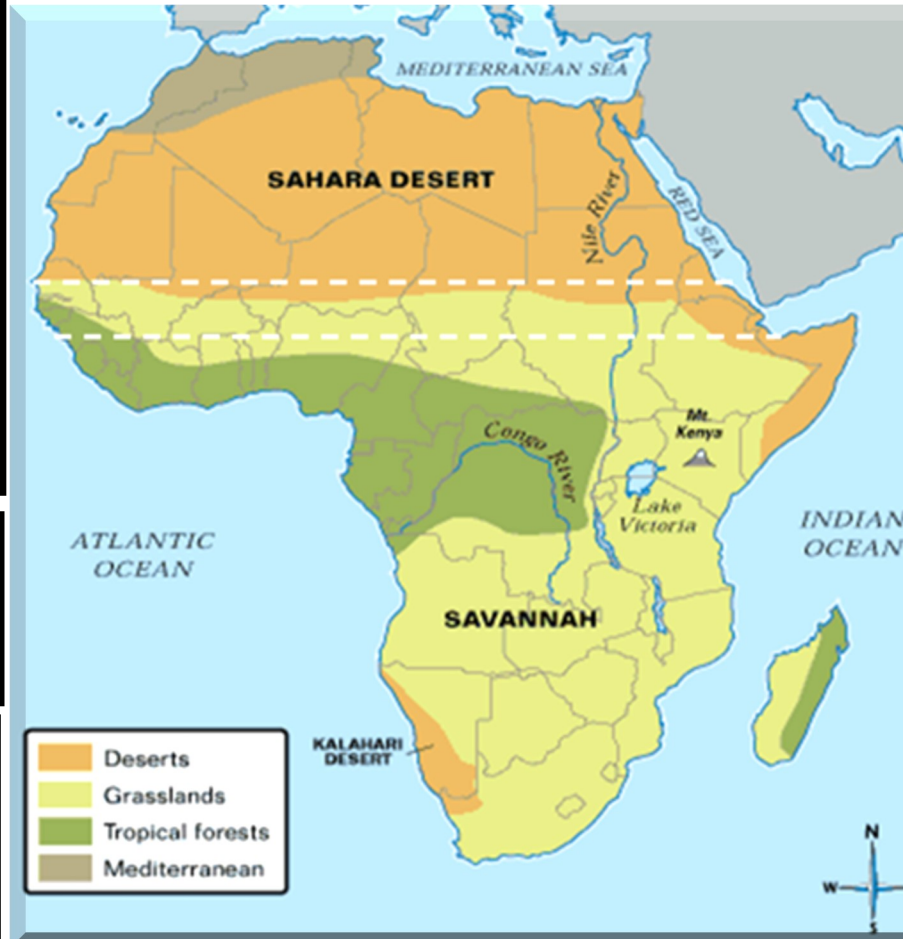 MEDITERRANEAN SEA
SAHARA DESERT
Nile River
RED SEA
Mt.
Kenya
Congo River
Lake
Victoria
ATLANTIC
OCEAN
INDIAN
OCEAN
SAVANNAH
KALAHARI
DESERT
Deserts
Grasslands
Tropical forests
Mediterranean
N
W
S